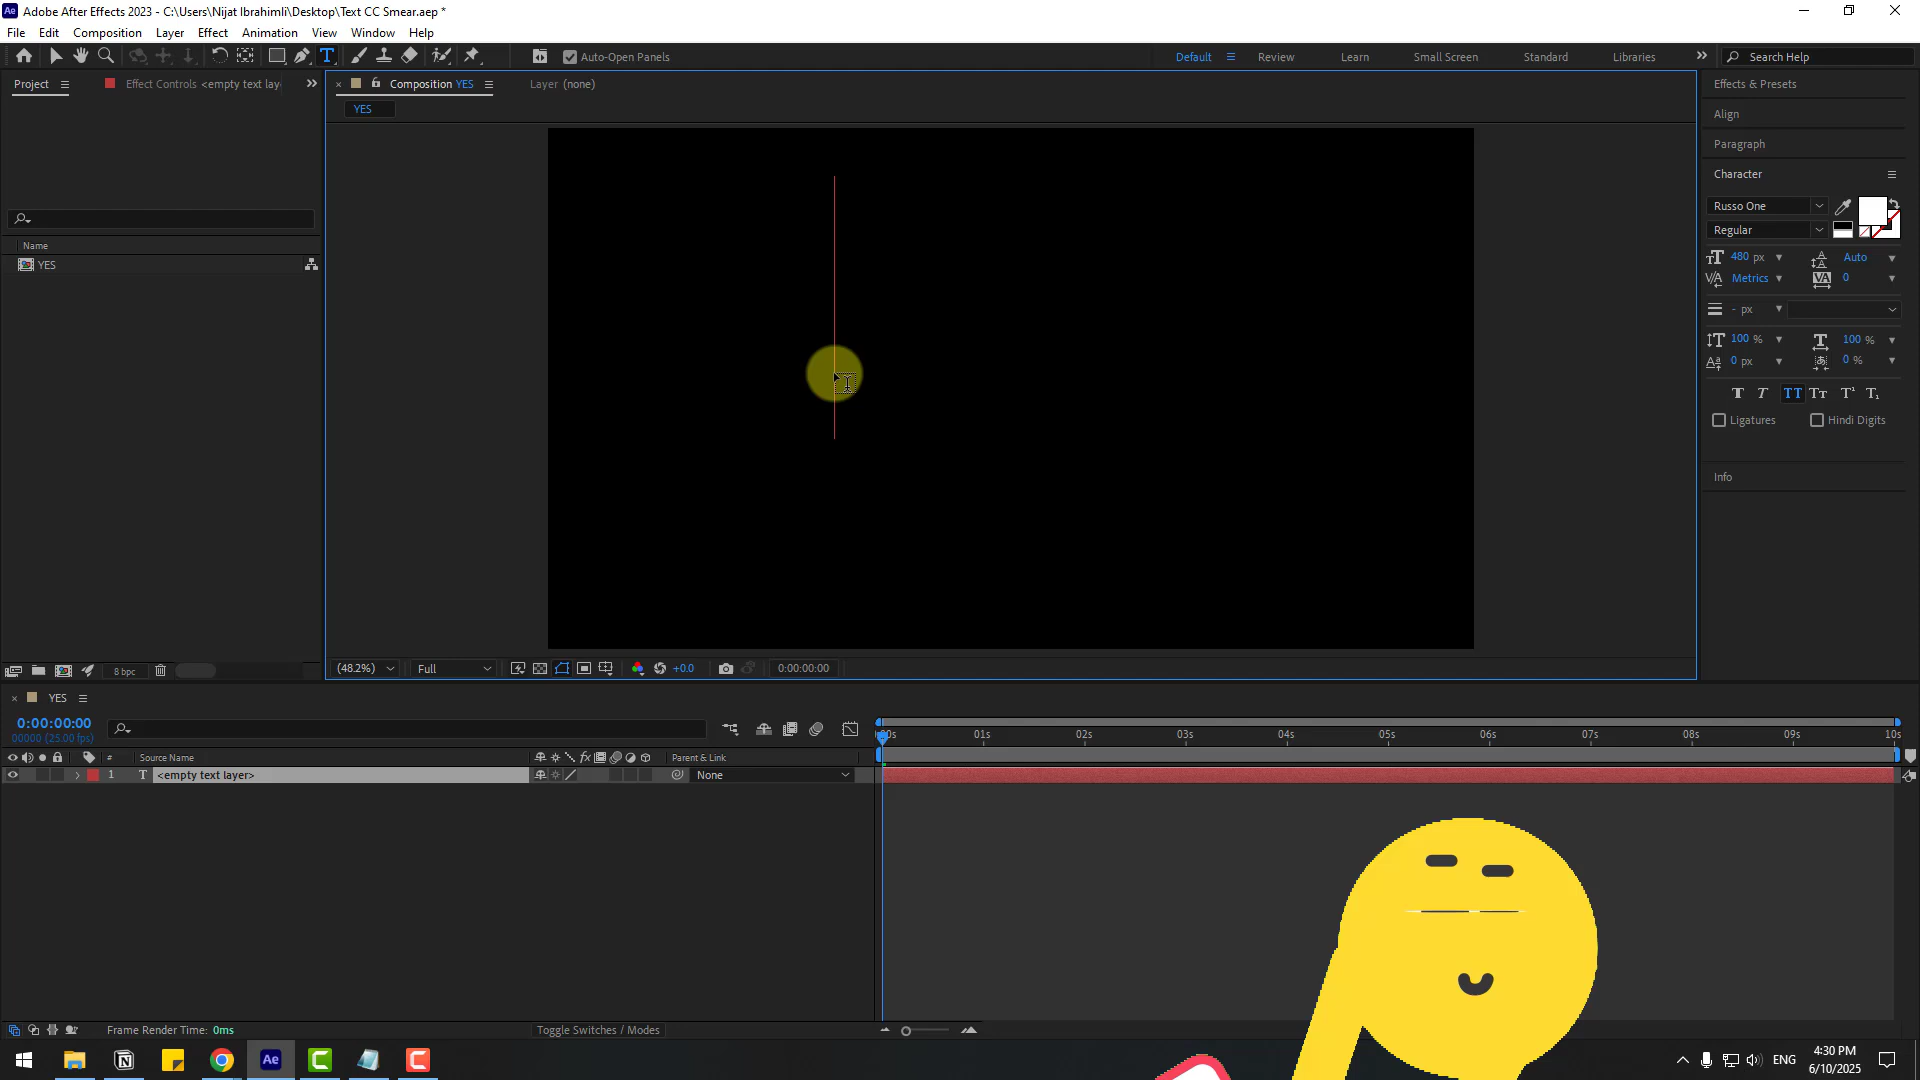 Adobe After Effects 2023 - C:\Users\Nijat Ibrahimli\Desktop\Text CC Smear.aep *
File Edit Composition Layer Effect Animation View Window Help
Auto-Open Panels
Default Review Learn Small Screen Standard Libraries Search Help
Project Effect Controls <empty text lay
Composition YES Layer (none)
YES
Name
YES
8 bpc
(48.2%) Full +0.0 0:00:00:00
Effects & Presets
Align
Paragraph
Character
Russo One
Regular
480 px Auto
Metrics 0
- px
100 % 100 %
0 px 0 %
Ligatures Hindi Digits
Info
YES
0:00:00:00
00000 (25.00 fps)
:00s 01s 02s 03s 04s 05s 06s 07s 08s 09s 10s
# Source Name Parent & Link
1 T <empty text layer> None
Frame Render Time: 0ms Toggle Switches / Modes
Ae
ENG
4:30 PM
6/10/2025